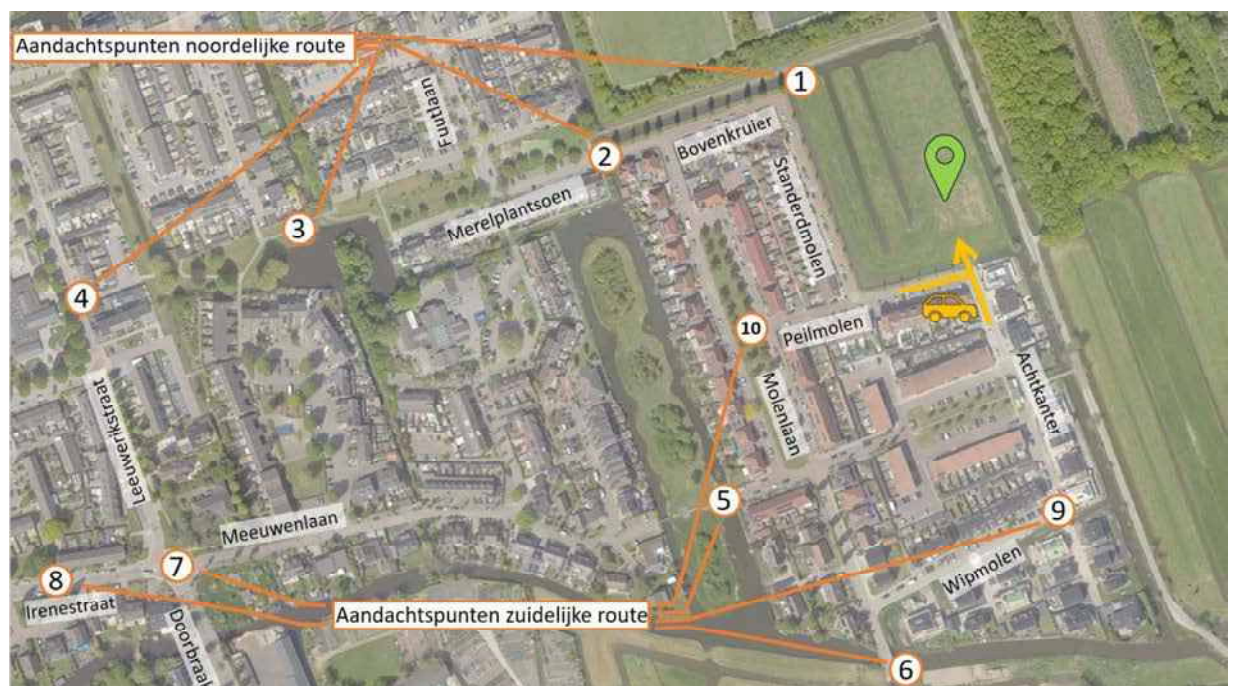 Aandachtspunten noordelijke route
1
Fuutlaan
Bovenkruier
2
Standerdmolen
Merelplantsoen
3
4
10
Peilmolen
Achtkanter
Molenlaan
Leeuwerikstraat
5
9
Meeuwenlaan
Wipmolen
7
8
Irenestraat
Aandachtspunten zuidelijke route
Doorbraak
6